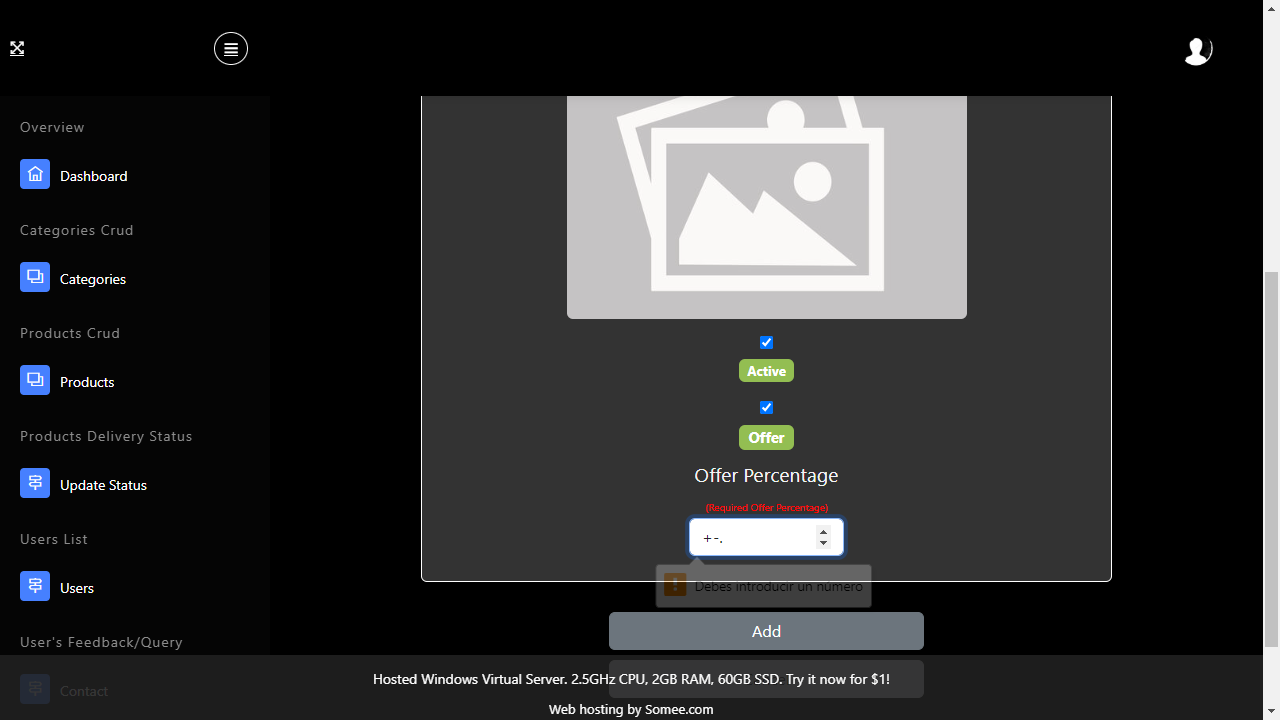 Overview
Dashboard
Categories Crud
Categories
Products Crud
Products
Products Delivery Status
Update Status
Users List
Users
User's Feedback/Query
Contact
Active
Offer
Offer Percentage
(Required Offer Percentage)
+-.
Debes introducir un número
Add
Hosted Windows Virtual Server. 2.5GHz CPU, 2GB RAM, 60GB SSD. Try it now for $1!
Web hosting by Somee.com